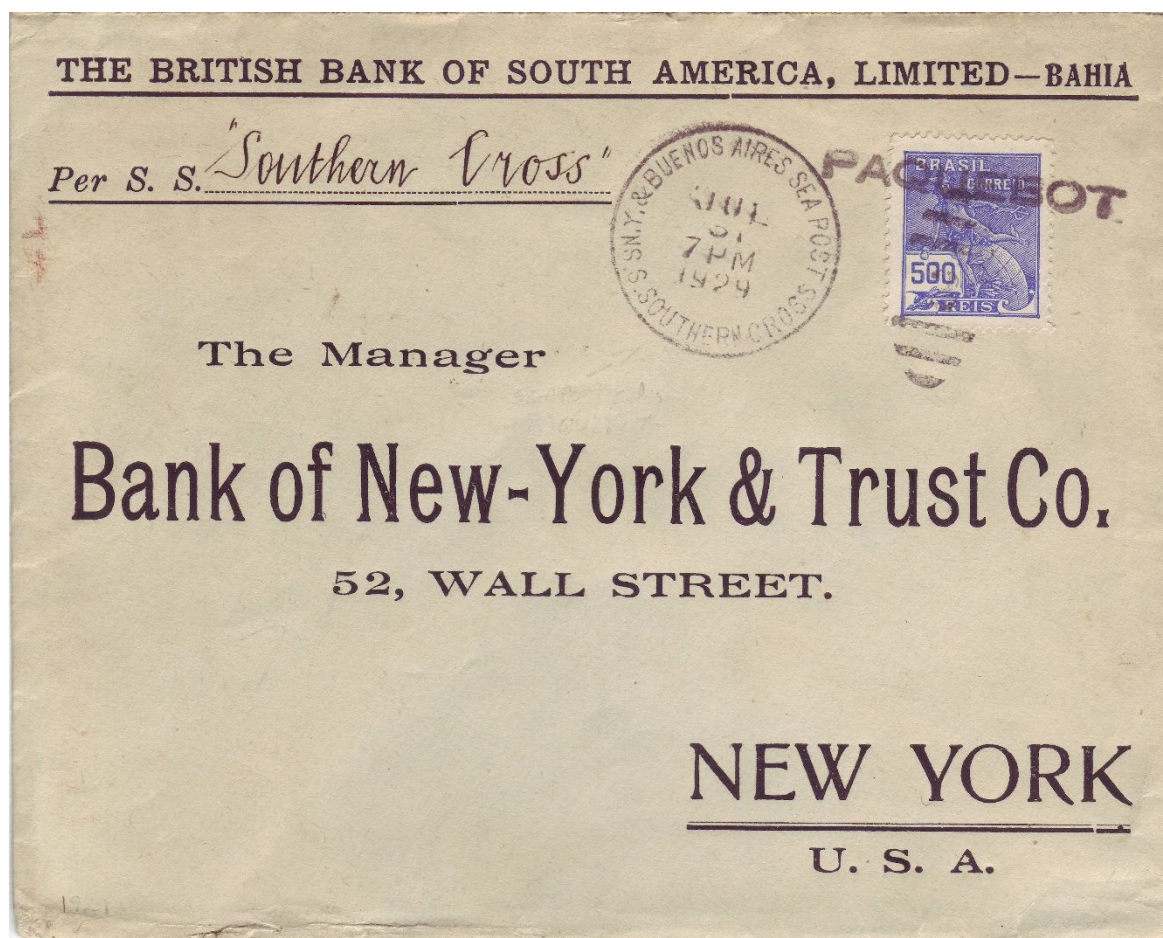 THE BRITISH BANK OF SOUTH AMERICA, LIMITED—BAHIA
Per S. S. "Southern Cross"
N.Y. & BUENOS AIRES SEA POST
S.S. SOUTHERN CROSS
7 PM
1929
PAQUEBOT
BRASIL
CORREIO
500
REIS
The Manager
Bank of New-York & Trust Co.
52, WALL STREET.
NEW YORK
U. S. A.